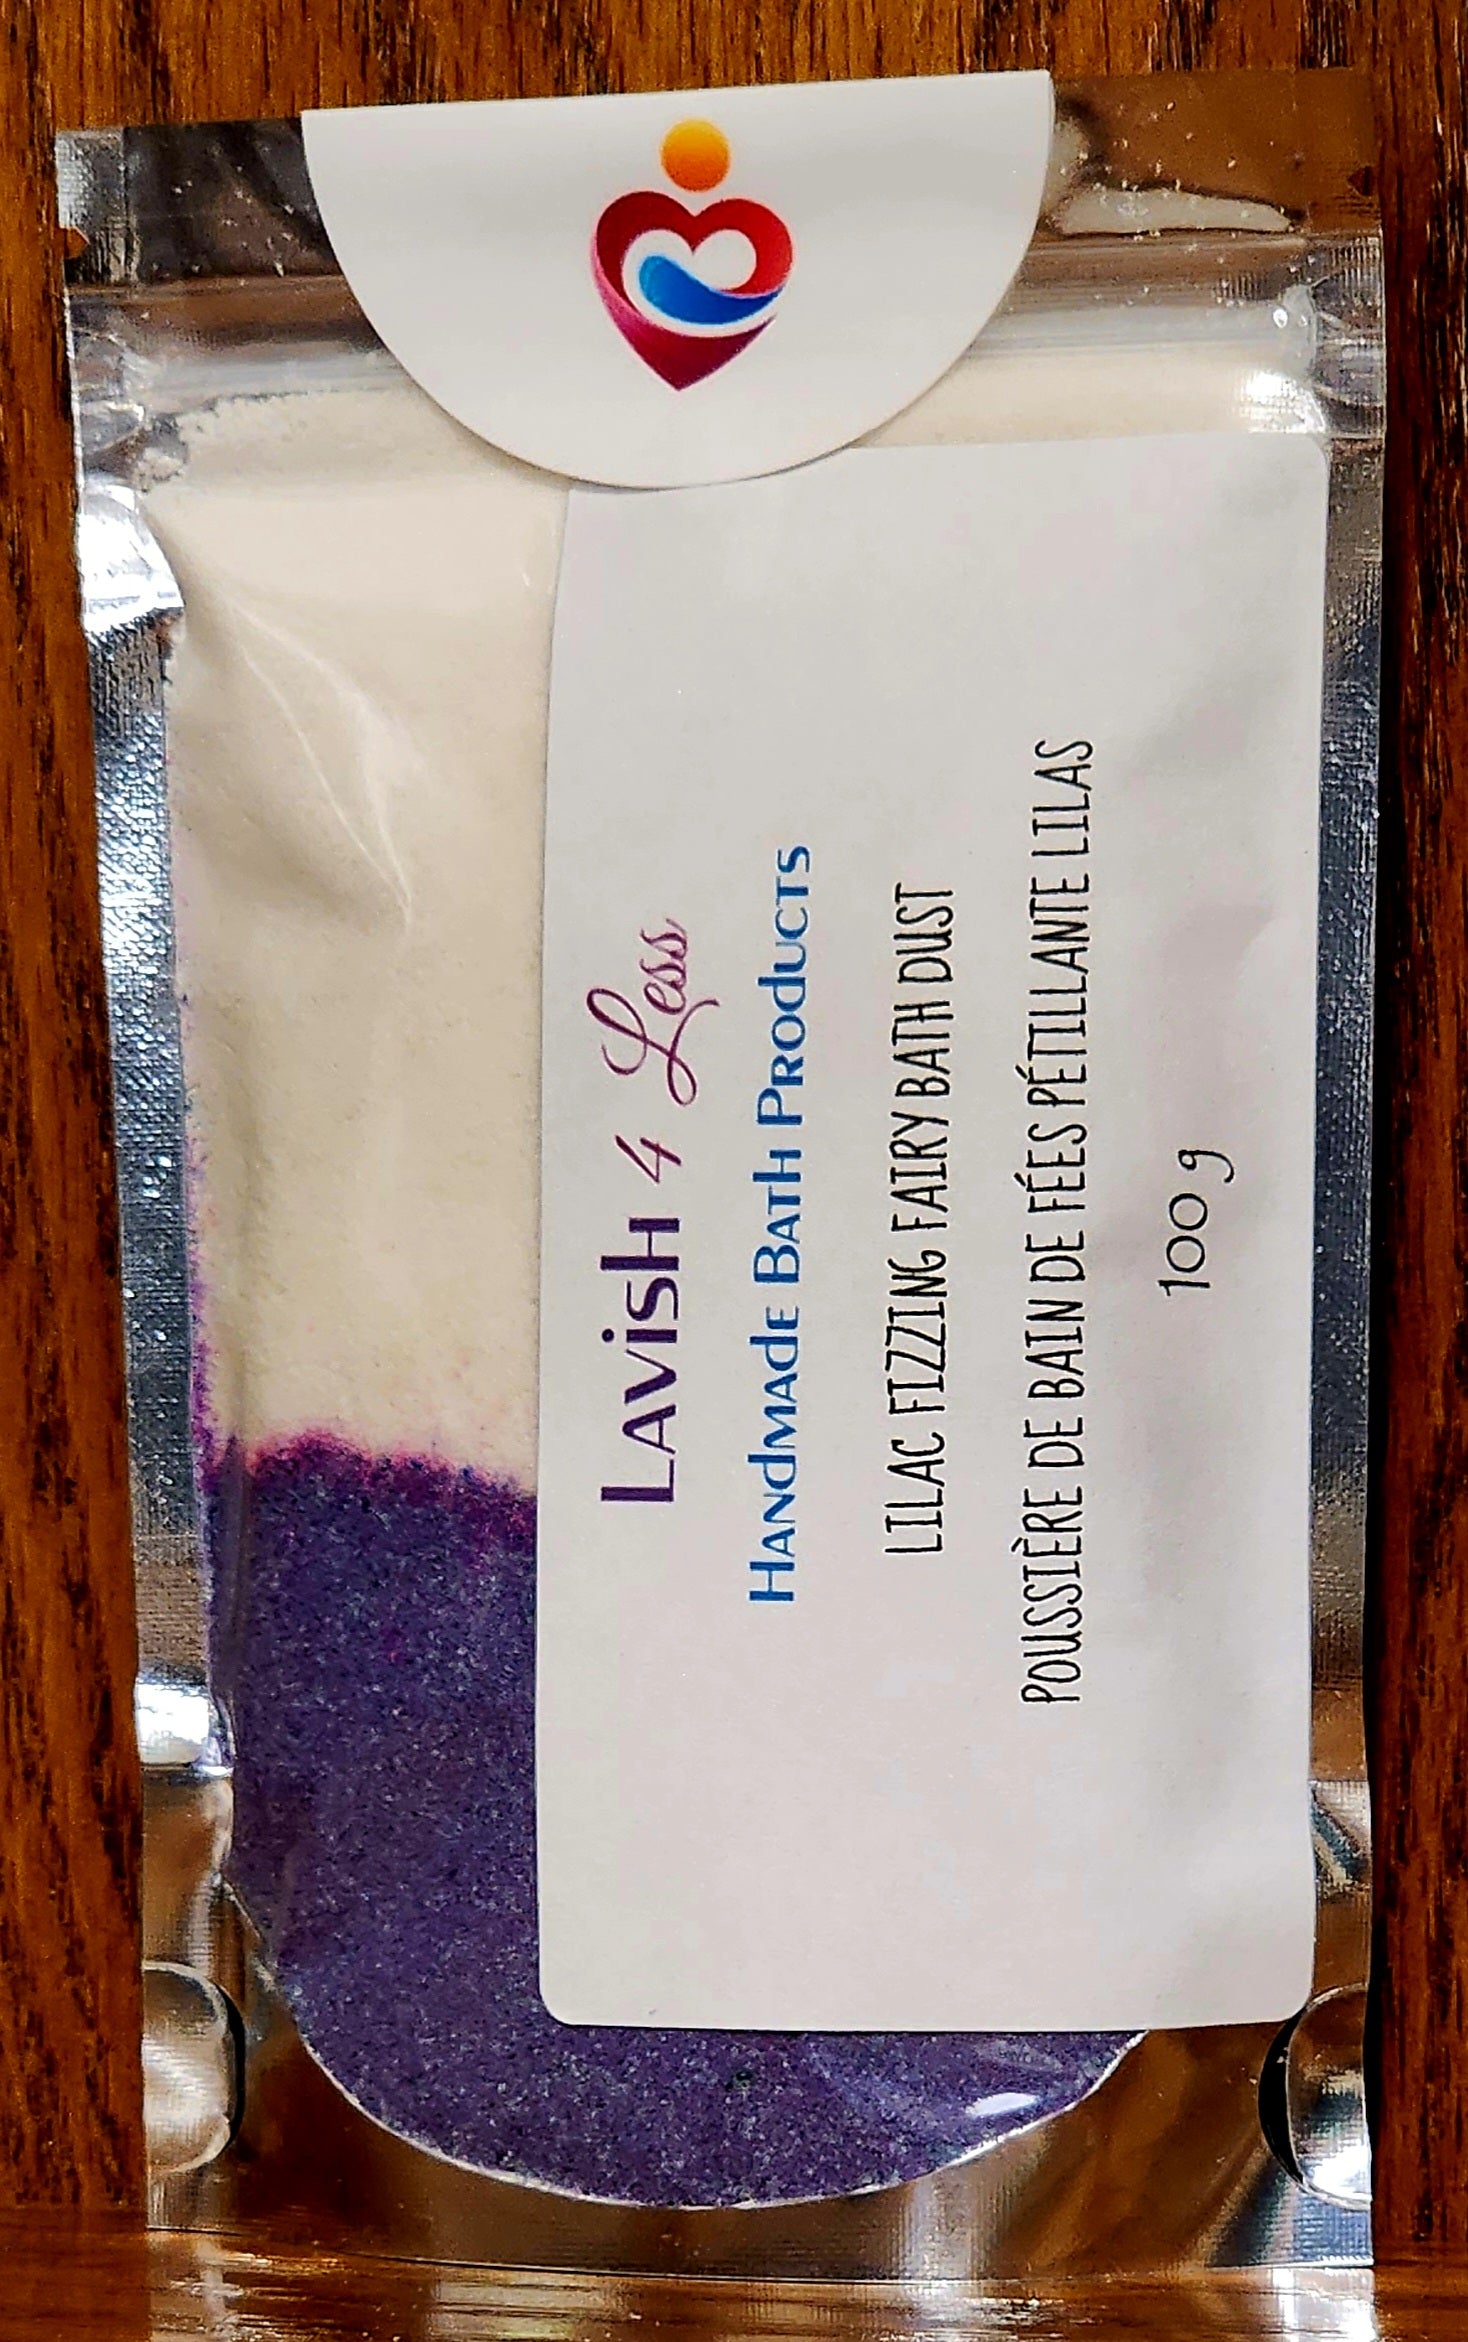 Lavish 4 Less
Handmade Bath Products
LILAC FIZZING FAIRY BATH DUST
POUSSIÈRE DE BAIN DE FÉES PÉTILLANTE LILAS
100 g